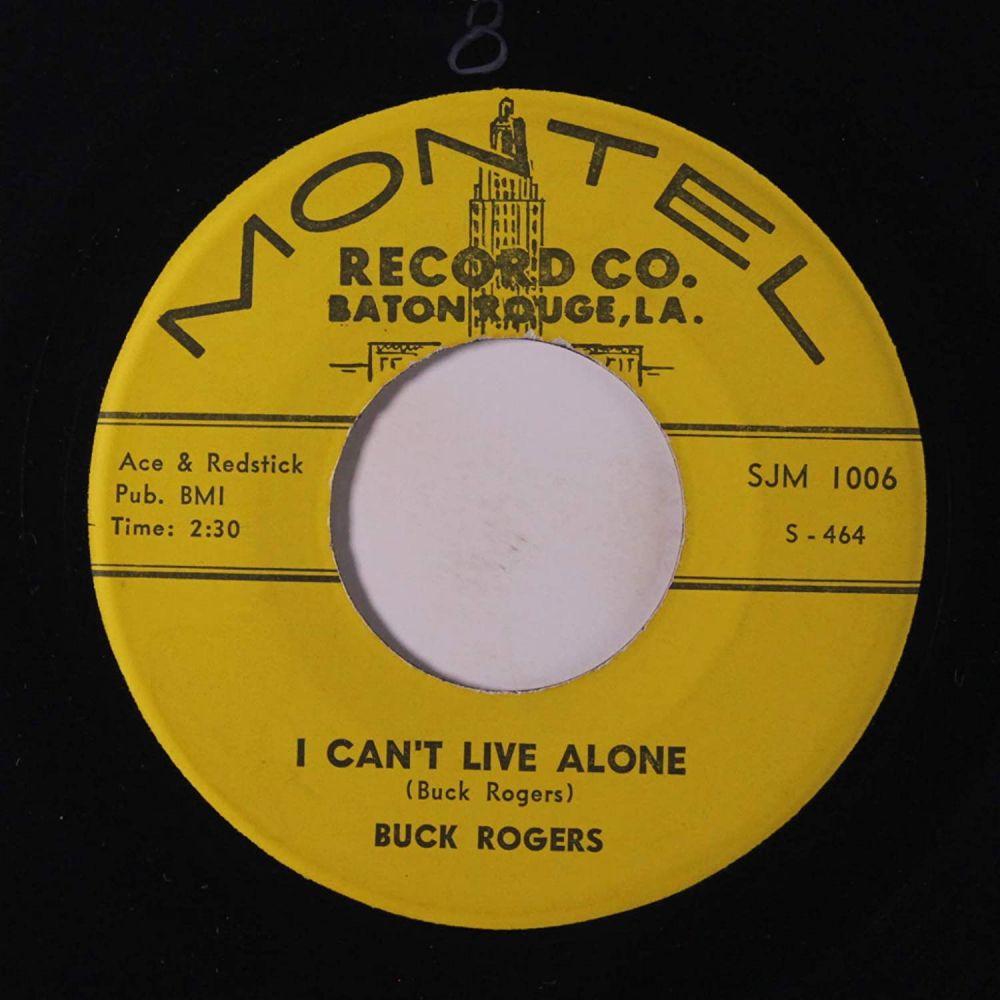 8
MONTEL
RECORD CO.
BATON ROUGE, LA.
Ace & Redstick
Pub. BMI
Time: 2:30
SJM 1006
S - 464
I CAN'T LIVE ALONE
(Buck Rogers)
BUCK ROGERS